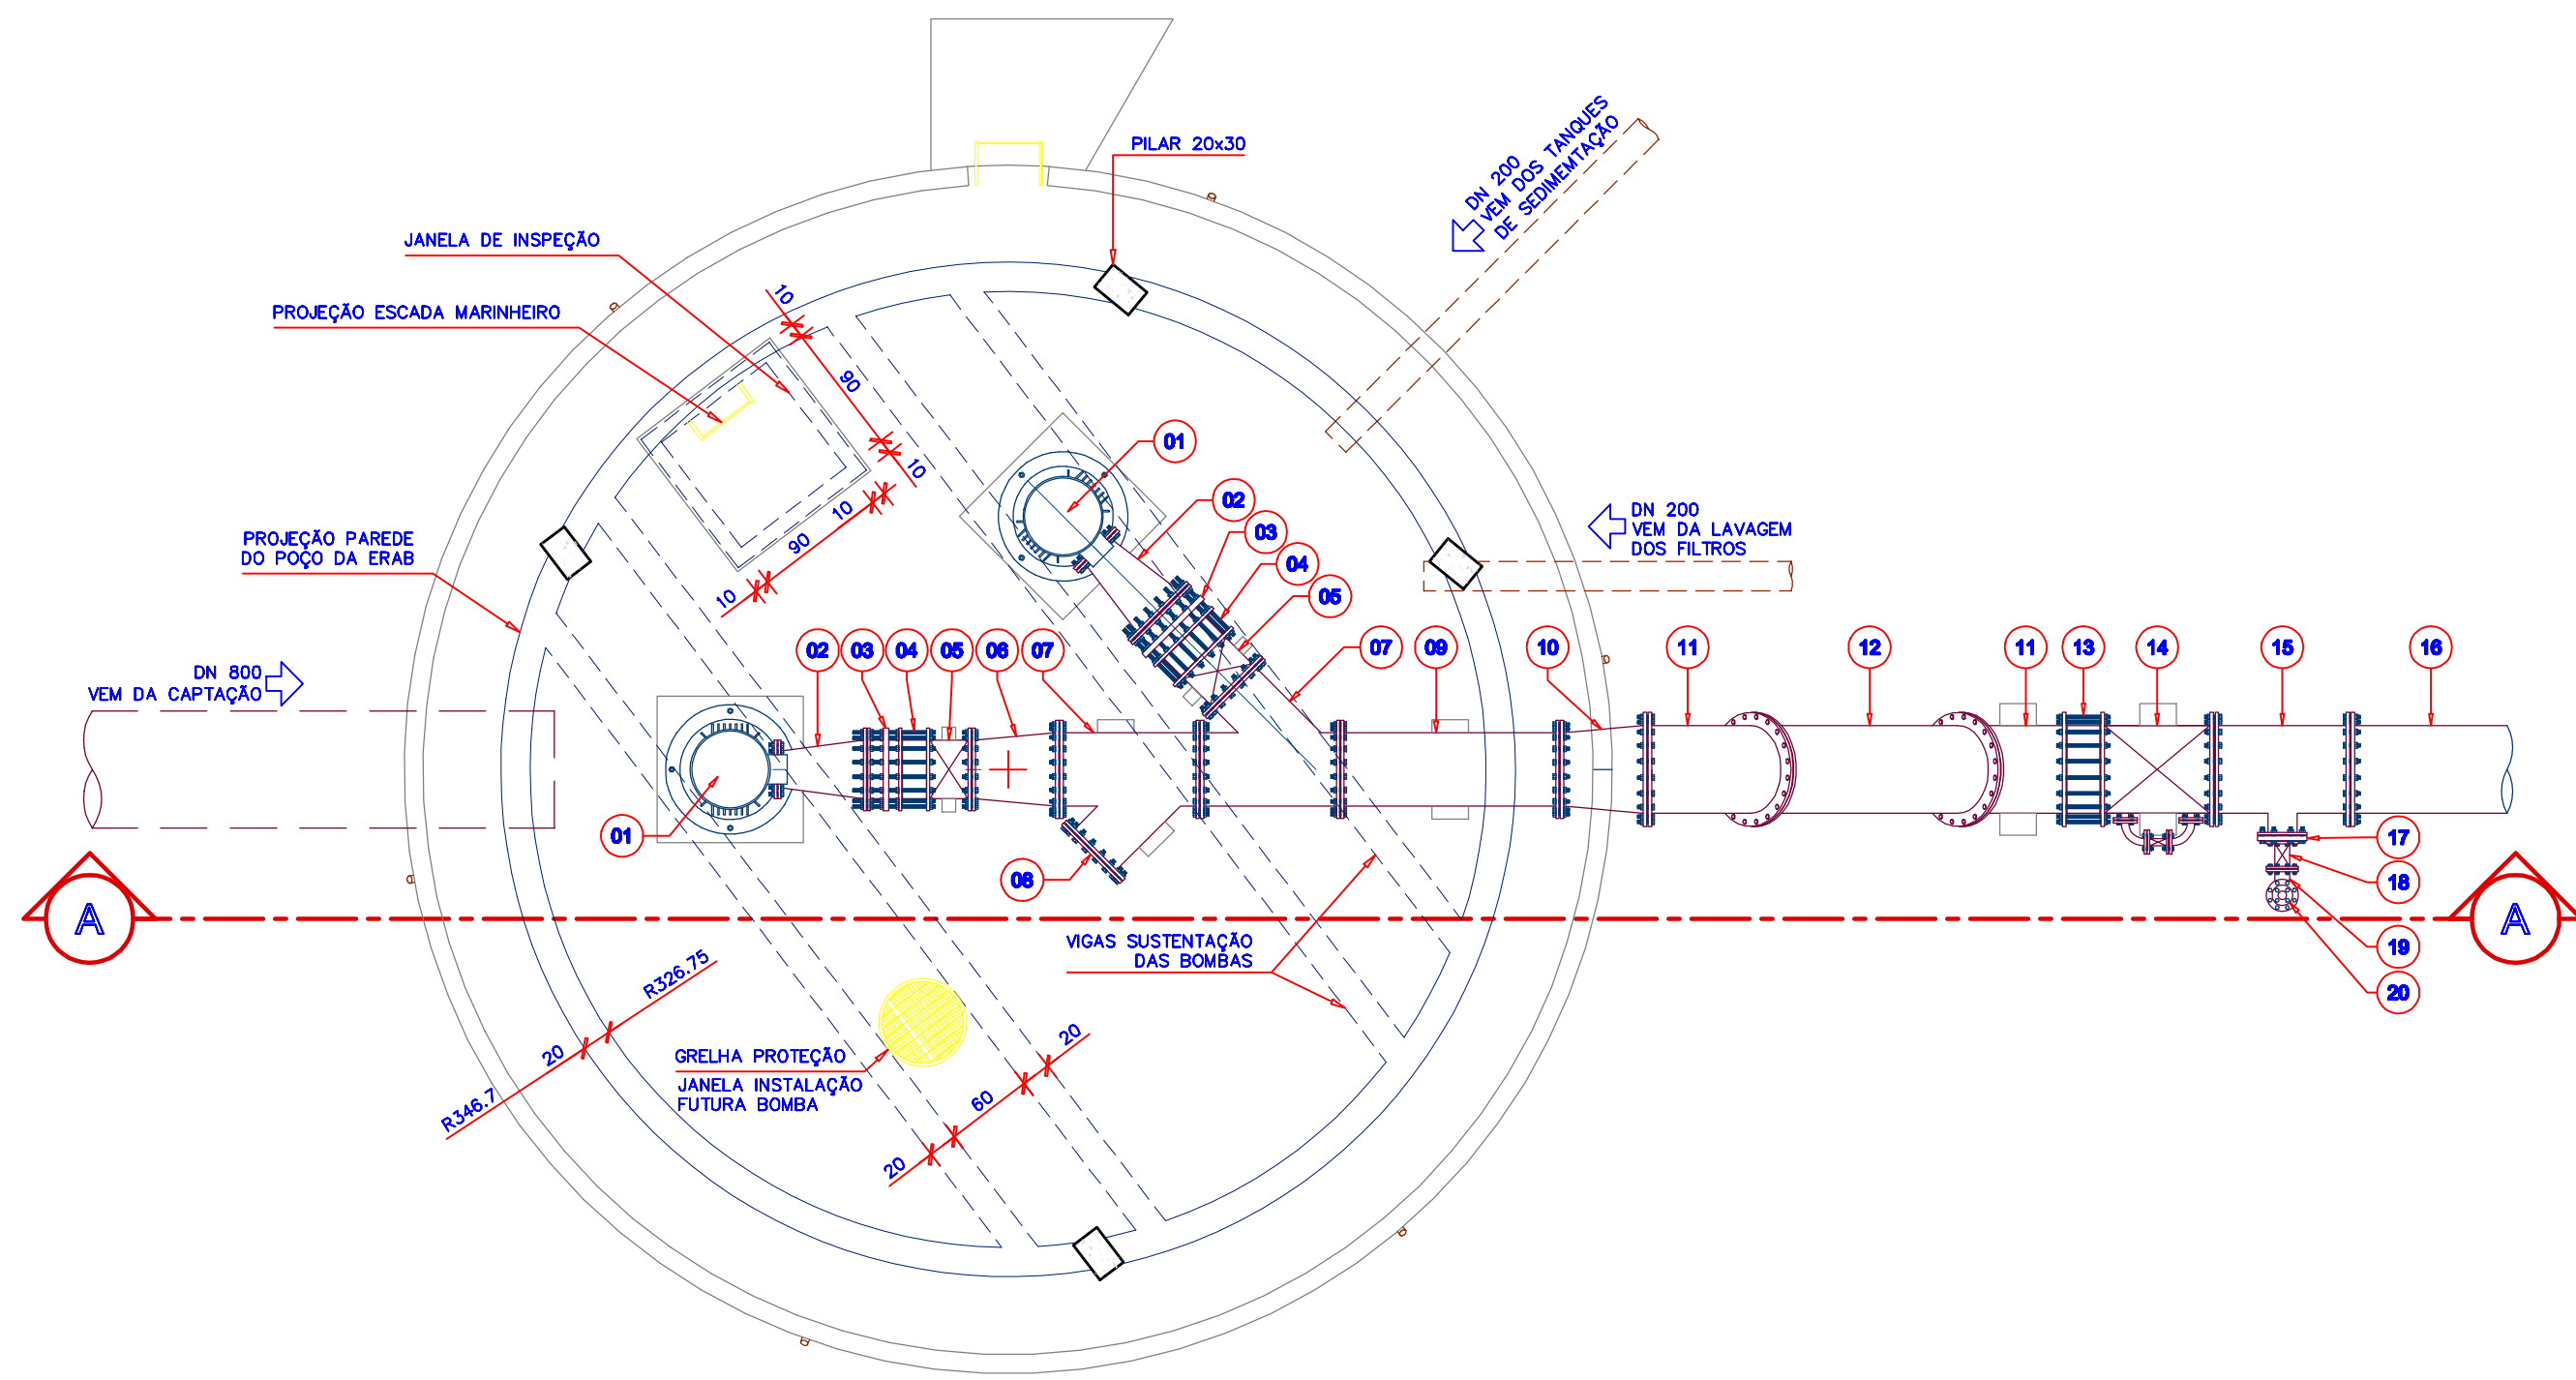 PILAR 20x30
DN 200
VEM DOS TANQUES
DE SEDIMEMTAÇÃO
JANELA DE INSPEÇÃO
PROJEÇÃO ESCADA MARINHEIRO
10
90
10
10
90
10
01
02
03
04
05
DN 200
VEM DA LAVAGEM
DOS FILTROS
PROJEÇÃO PAREDE
DO POÇO DA ERAB
02
03
04
05
06
07
07
09
10
11
12
11
13
14
15
16
DN 800
VEM DA CAPTAÇÃO
01
08
17
18
19
20
A
A
VIGAS SUSTENTAÇÃO
DAS BOMBAS
R326.75
20
R346.7
GRELHA PROTEÇÃO
JANELA INSTALAÇÃO
FUTURA BOMBA
20
60
20